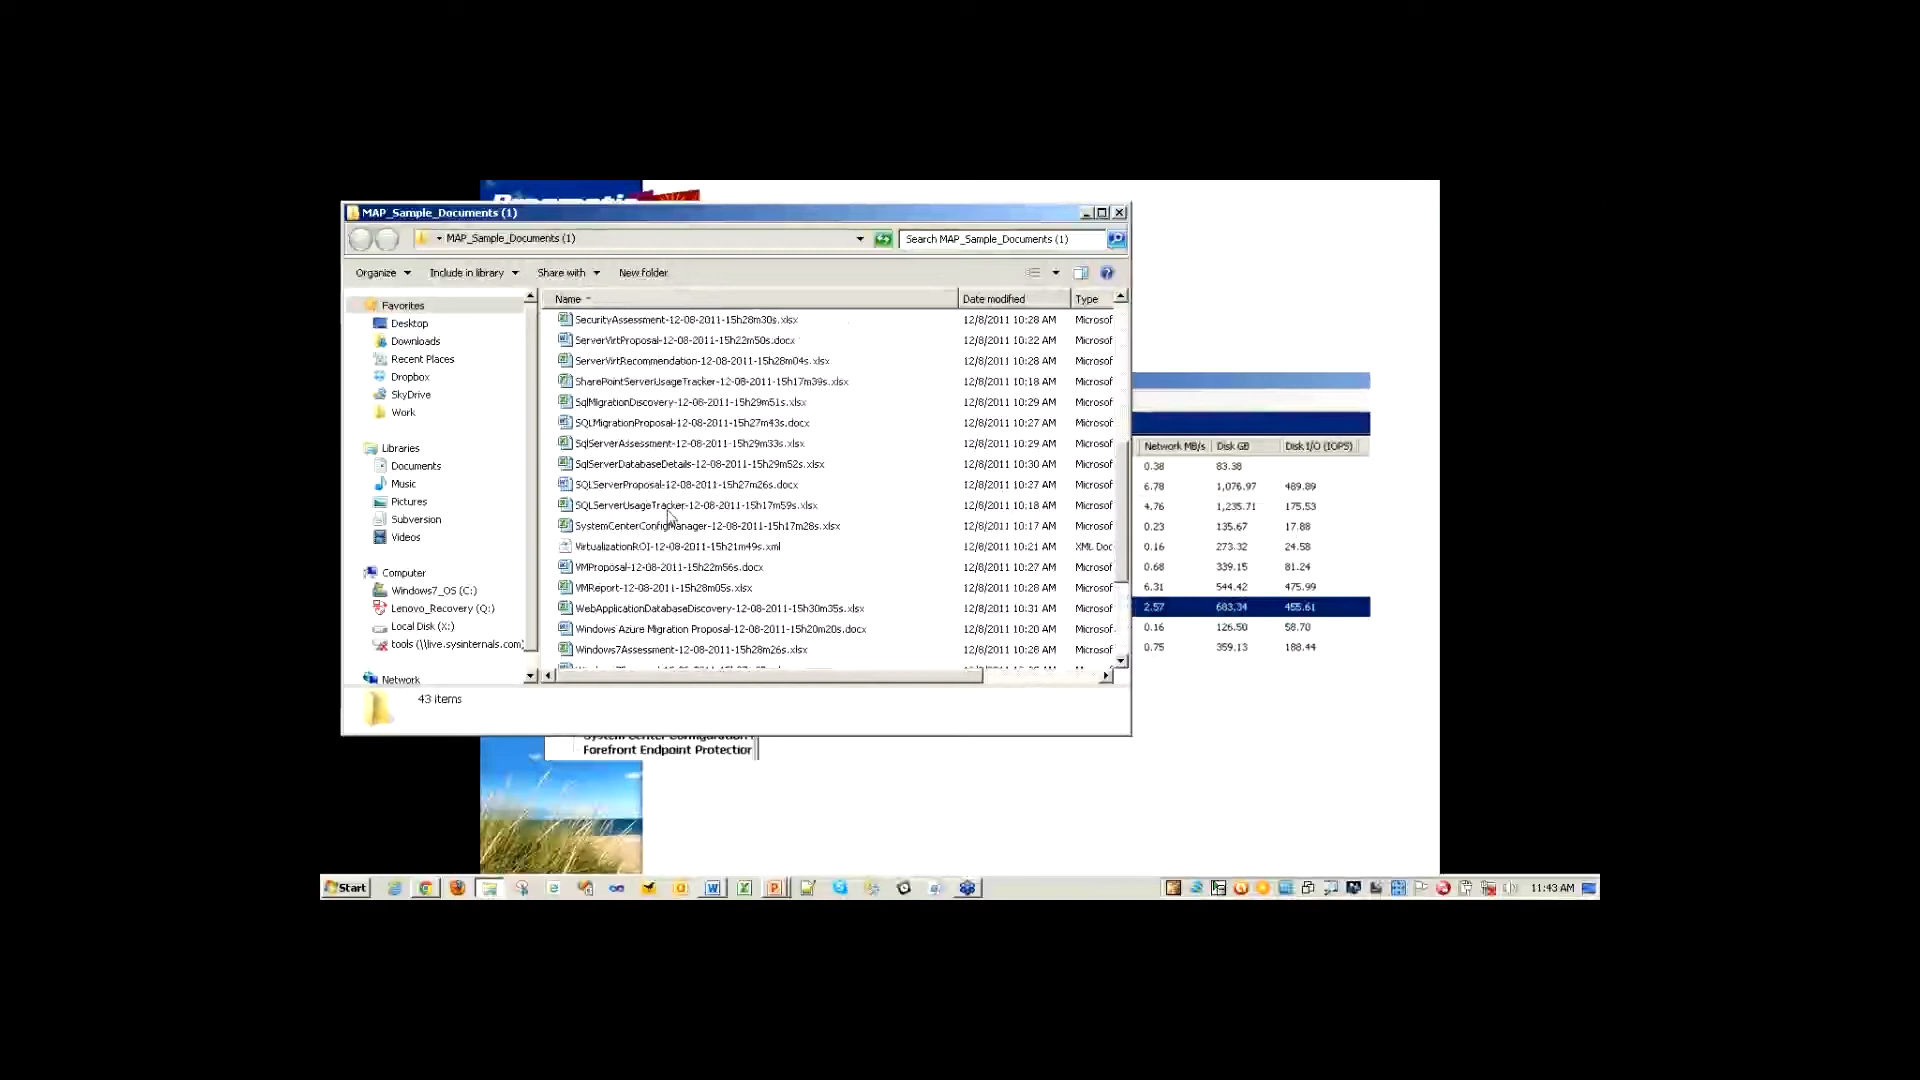 MAP_Sample_Documents (1)
MAP_Sample_Documents (1)
Search MAP_Sample_Documents (1)
Organize Include in library Share with New folder
Name Date modified Type
Favorites
Desktop
Downloads
Recent Places
Dropbox
SkyDrive
Work
Libraries
Documents
Music
Pictures
Subversion
Videos
Computer
Windows7_OS (C:)
Lenovo_Recovery (Q:)
Local Disk (X:)
tools (\\live.sysinternals.com)
Network
SecurityAssessment-12-08-2011-15h28m30s.xlsx 12/8/2011 10:28 AM Microsof
ServerVirtProposal-12-08-2011-15h22m50s.docx 12/8/2011 10:22 AM Microsof
ServerVirtRecommendation-12-08-2011-15h28m04s.xlsx 12/8/2011 10:28 AM Microsof
SharePointServerUsageTracker-12-08-2011-15h17m39s.xlsx 12/8/2011 10:18 AM Microsof
SqlMigrationDiscovery-12-08-2011-15h29m51s.xlsx 12/8/2011 10:29 AM Microsof
SQLMigrationProposal-12-08-2011-15h27m43s.docx 12/8/2011 10:27 AM Microsof
SqlServerAssessment-12-08-2011-15h29m33s.xlsx 12/8/2011 10:29 AM Microsof
SqlServerDatabaseDetails-12-08-2011-15h29m52s.xlsx 12/8/2011 10:30 AM Microsof
SQLServerProposal-12-08-2011-15h27m26s.docx 12/8/2011 10:27 AM Microsof
SQLServerUsageTracker-12-08-2011-15h17m59s.xlsx 12/8/2011 10:18 AM Microsof
SystemCenterConfigManager-12-08-2011-15h17m28s.xlsx 12/8/2011 10:17 AM Microsof
VirtualizationROI-12-08-2011-15h21m49s.xml 12/8/2011 10:21 AM XML Doc
VMProposal-12-08-2011-15h22m56s.docx 12/8/2011 10:27 AM Microsof
VMReport-12-08-2011-15h28m05s.xlsx 12/8/2011 10:28 AM Microsof
WebApplicationDatabaseDiscovery-12-08-2011-15h30m35s.xlsx 12/8/2011 10:31 AM Microsof
Windows Azure Migration Proposal-12-08-2011-15h20m20s.docx 12/8/2011 10:20 AM Microsof
Windows7Assessment-12-08-2011-15h28m26s.xlsx 12/8/2011 10:28 AM Microsof
43 items
Network MB/s Disk GB Disk I/O (IOPS)
0.38 83.38
6.78 1,076.97 489.89
4.76 1,235.71 175.53
0.23 135.67 17.88
0.16 273.32 24.58
0.68 339.15 81.24
6.31 544.42 475.99
2.57 683.34 455.61
0.16 126.50 58.70
0.75 359.13 188.44
Forefront Endpoint Protection
Start 11:43 AM